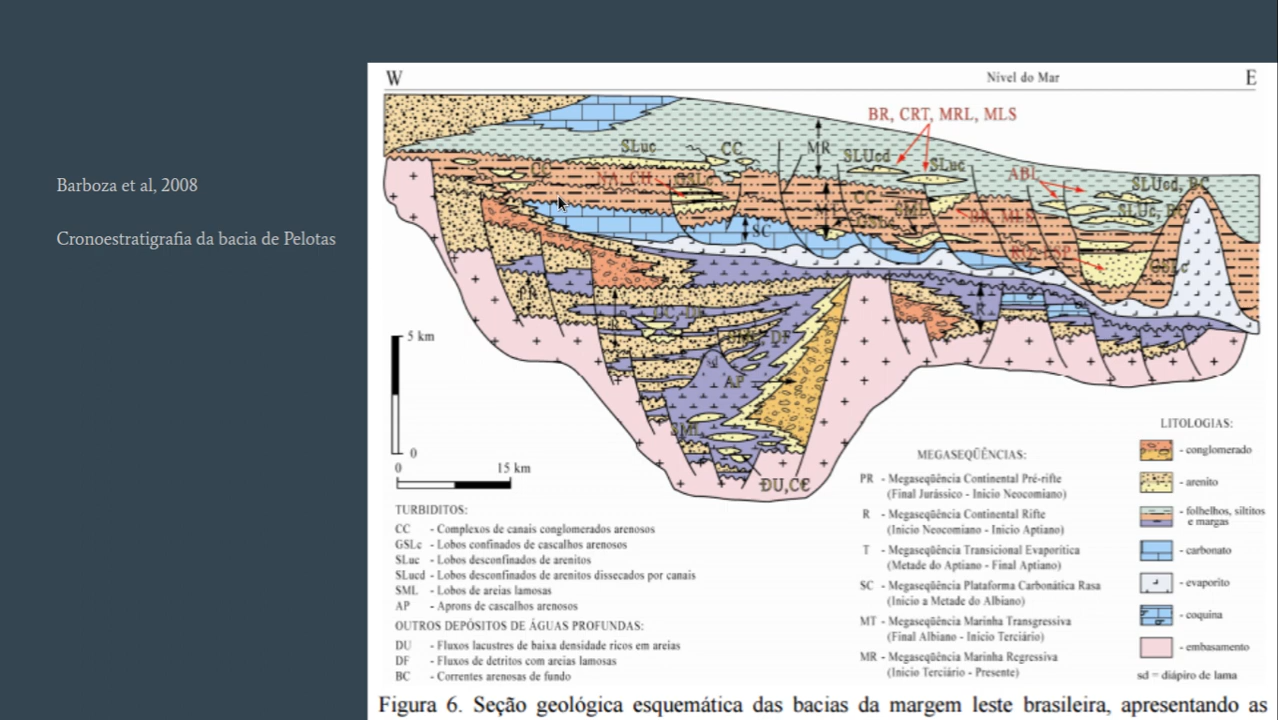 Barboza et al, 2008
Cronoestratigrafia da bacia de Pelotas
W
Nível do Mar
E
BR, CRT, MRL, MLS
SLuc
CC
MR
SLUcd
SLuc
ABL
SLUcd, BC
CC
SC
AP
SML
DU,CC
5 km
0
0
15 km
TURBIDITOS:
CC - Complexos de canais conglomerados arenosos
GSLc - Lobos confinados de cascalhos arenosos
SLuc - Lobos desconfinados de arenitos
SLucd - Lobos desconfinados de arenitos dissecados por canais
SML - Lobos de areias lamosas
AP - Aprons de cascalhos arenosos
OUTROS DEPÓSITOS DE ÁGUAS PROFUNDAS:
DU - Fluxos lacustres de baixa densidade ricos em areias
DF - Fluxos de detritos com areias lamosas
BC - Correntes arenosas de fundo
MEGASEQÜÊNCIAS:
PR - Megaseqüência Continental Pré-rifte
(Final Jurássico - Inicio Neocomiano)
R - Megaseqüência Continental Rifte
(Inicio Neocomiano - Inicio Aptiano)
T - Megaseqüência Transicional Evaporítica
(Metade do Aptiano - Final Aptiano)
SC - Megaseqüência Plataforma Carbonática Rasa
(Inicio a Metade do Albiano)
MT - Megaseqüência Marinha Transgressiva
(Final Albiano - Inicio Terciário)
MR - Megaseqüência Marinha Regressiva
(Inicio Terciário - Presente)
LITOLOGIAS:
- conglomerado
- arenito
- folhelhos, siltitos
e margas
- carbonato
- evaporito
- coquina
- embasamento
sd = diápiro de lama
Figura 6. Seção geológica esquemática das bacias da margem leste brasileira, apresentando as